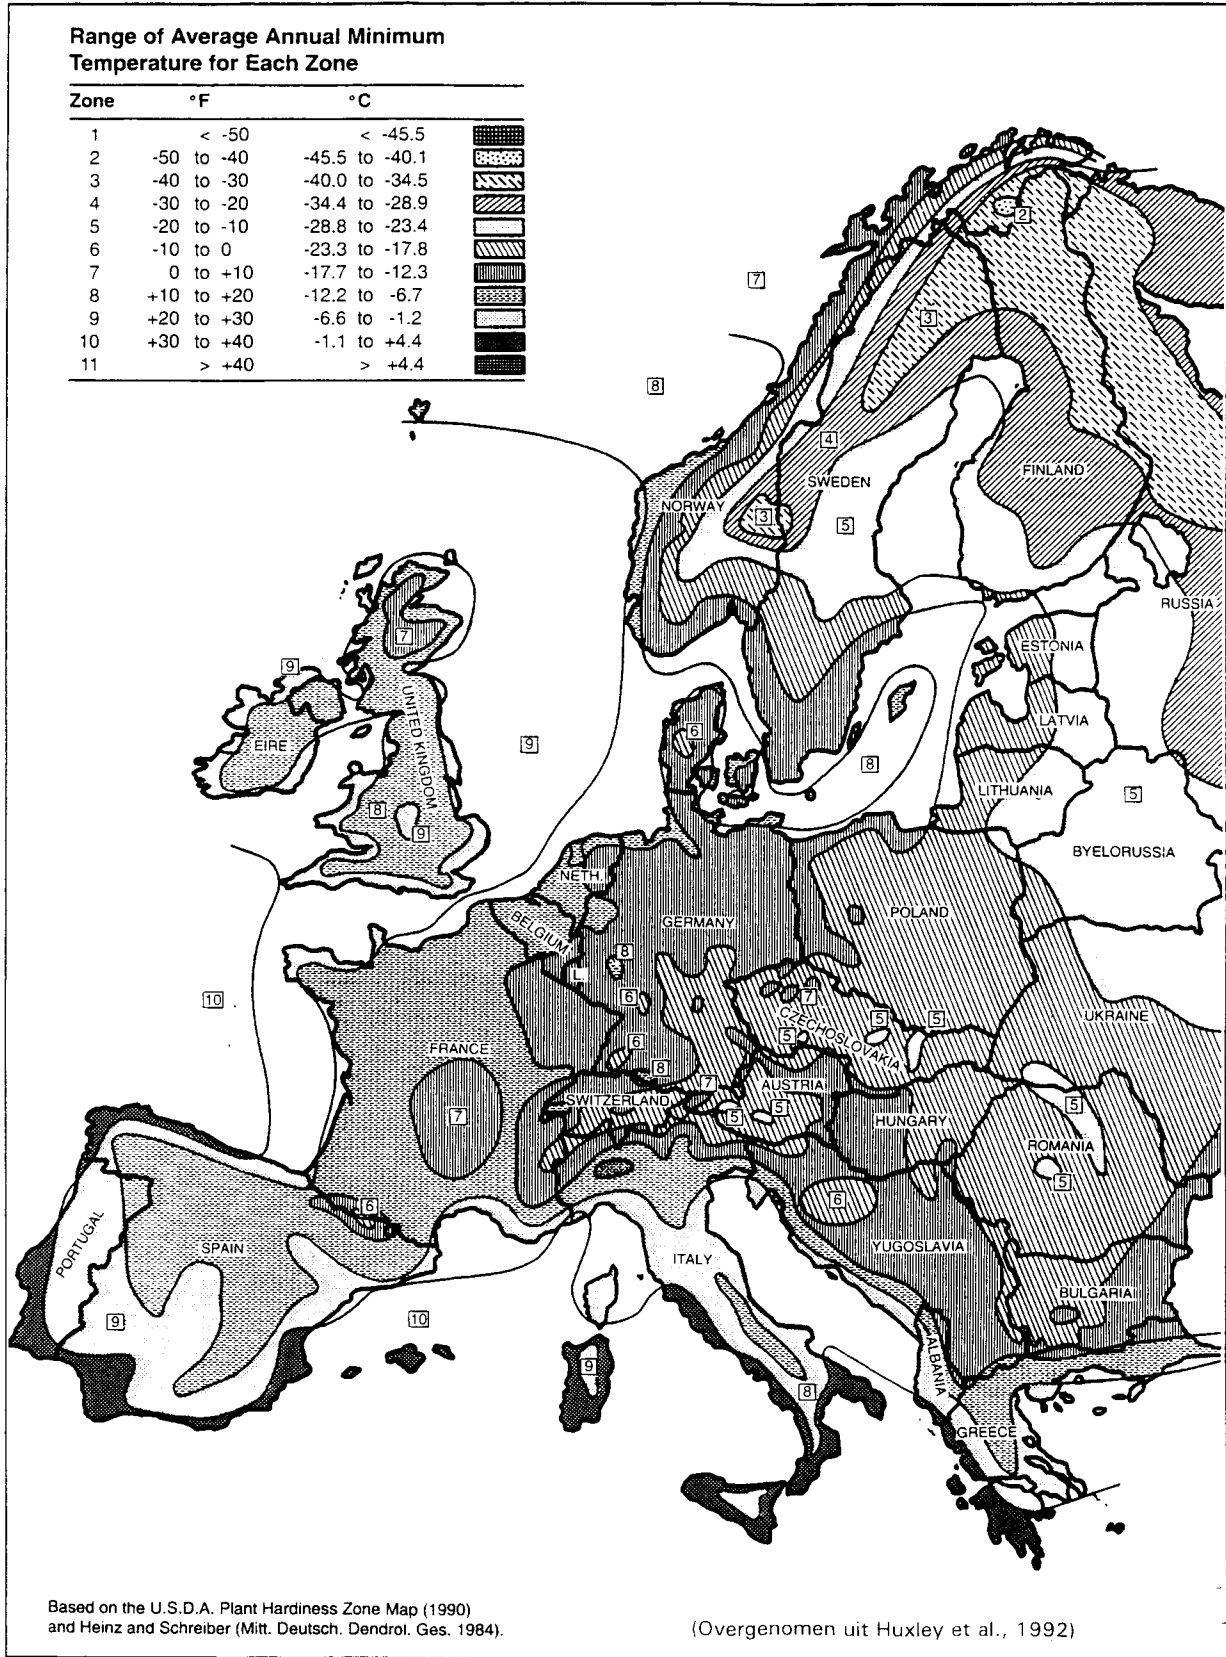 Range of Average Annual Minimum
Temperature for Each Zone
Zone °F °C
1 < -50 < -45.5
2 -50 to -40 -45.5 to -40.1
3 -40 to -30 -40.0 to -34.5
4 -30 to -20 -34.4 to -28.9
5 -20 to -10 -28.8 to -23.4
6 -10 to 0 -23.3 to -17.8
7 0 to +10 -17.7 to -12.3
8 +10 to +20 -12.2 to -6.7
9 +20 to +30 -6.6 to -1.2
10 +30 to +40 -1.1 to +4.4
11 > +40 > +4.4
2
7
3
8
4
FINLAND
SWEDEN
NORWAY
3
5
RUSSIA
7
ESTONIA
9
UNITED KINGDOM
LATVIA
6
EIRE
9
8
LITHUANIA
5
8
9
BYELORUSSIA
NETH.
POLAND
BELGIUM
GERMANY
8
L.
10
6
7
CZECHOSLOVAKIA
5
5
UKRAINE
5
6
FRANCE
8
7
AUSTRIA
SWITZERLAND
5
5
5
7
HUNGARY
ROMANIA
5
6
6
PORTUGAL
SPAIN
YUGOSLAVIA
ITALY
BULGARIA
9
10
ALBANIA
9
8
GREECE
Based on the U.S.D.A. Plant Hardiness Zone Map (1990)
and Heinz and Schreiber (Mitt. Deutsch. Dendrol. Ges. 1984).
(Overgenomen uit Huxley et al., 1992)